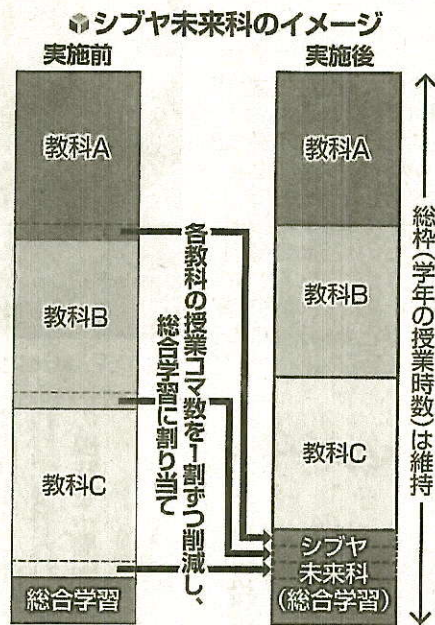 シブヤ未来科のイメージ
実施前
実施後
教科A
教科B
教科C
総合学習
各教科の授業コマ数を1割ずつ削減し、
総合学習に割り当て
教科A
教科B
教科C
シブヤ
未来科
(総合学習)
総枠(学年の授業時数)は維持